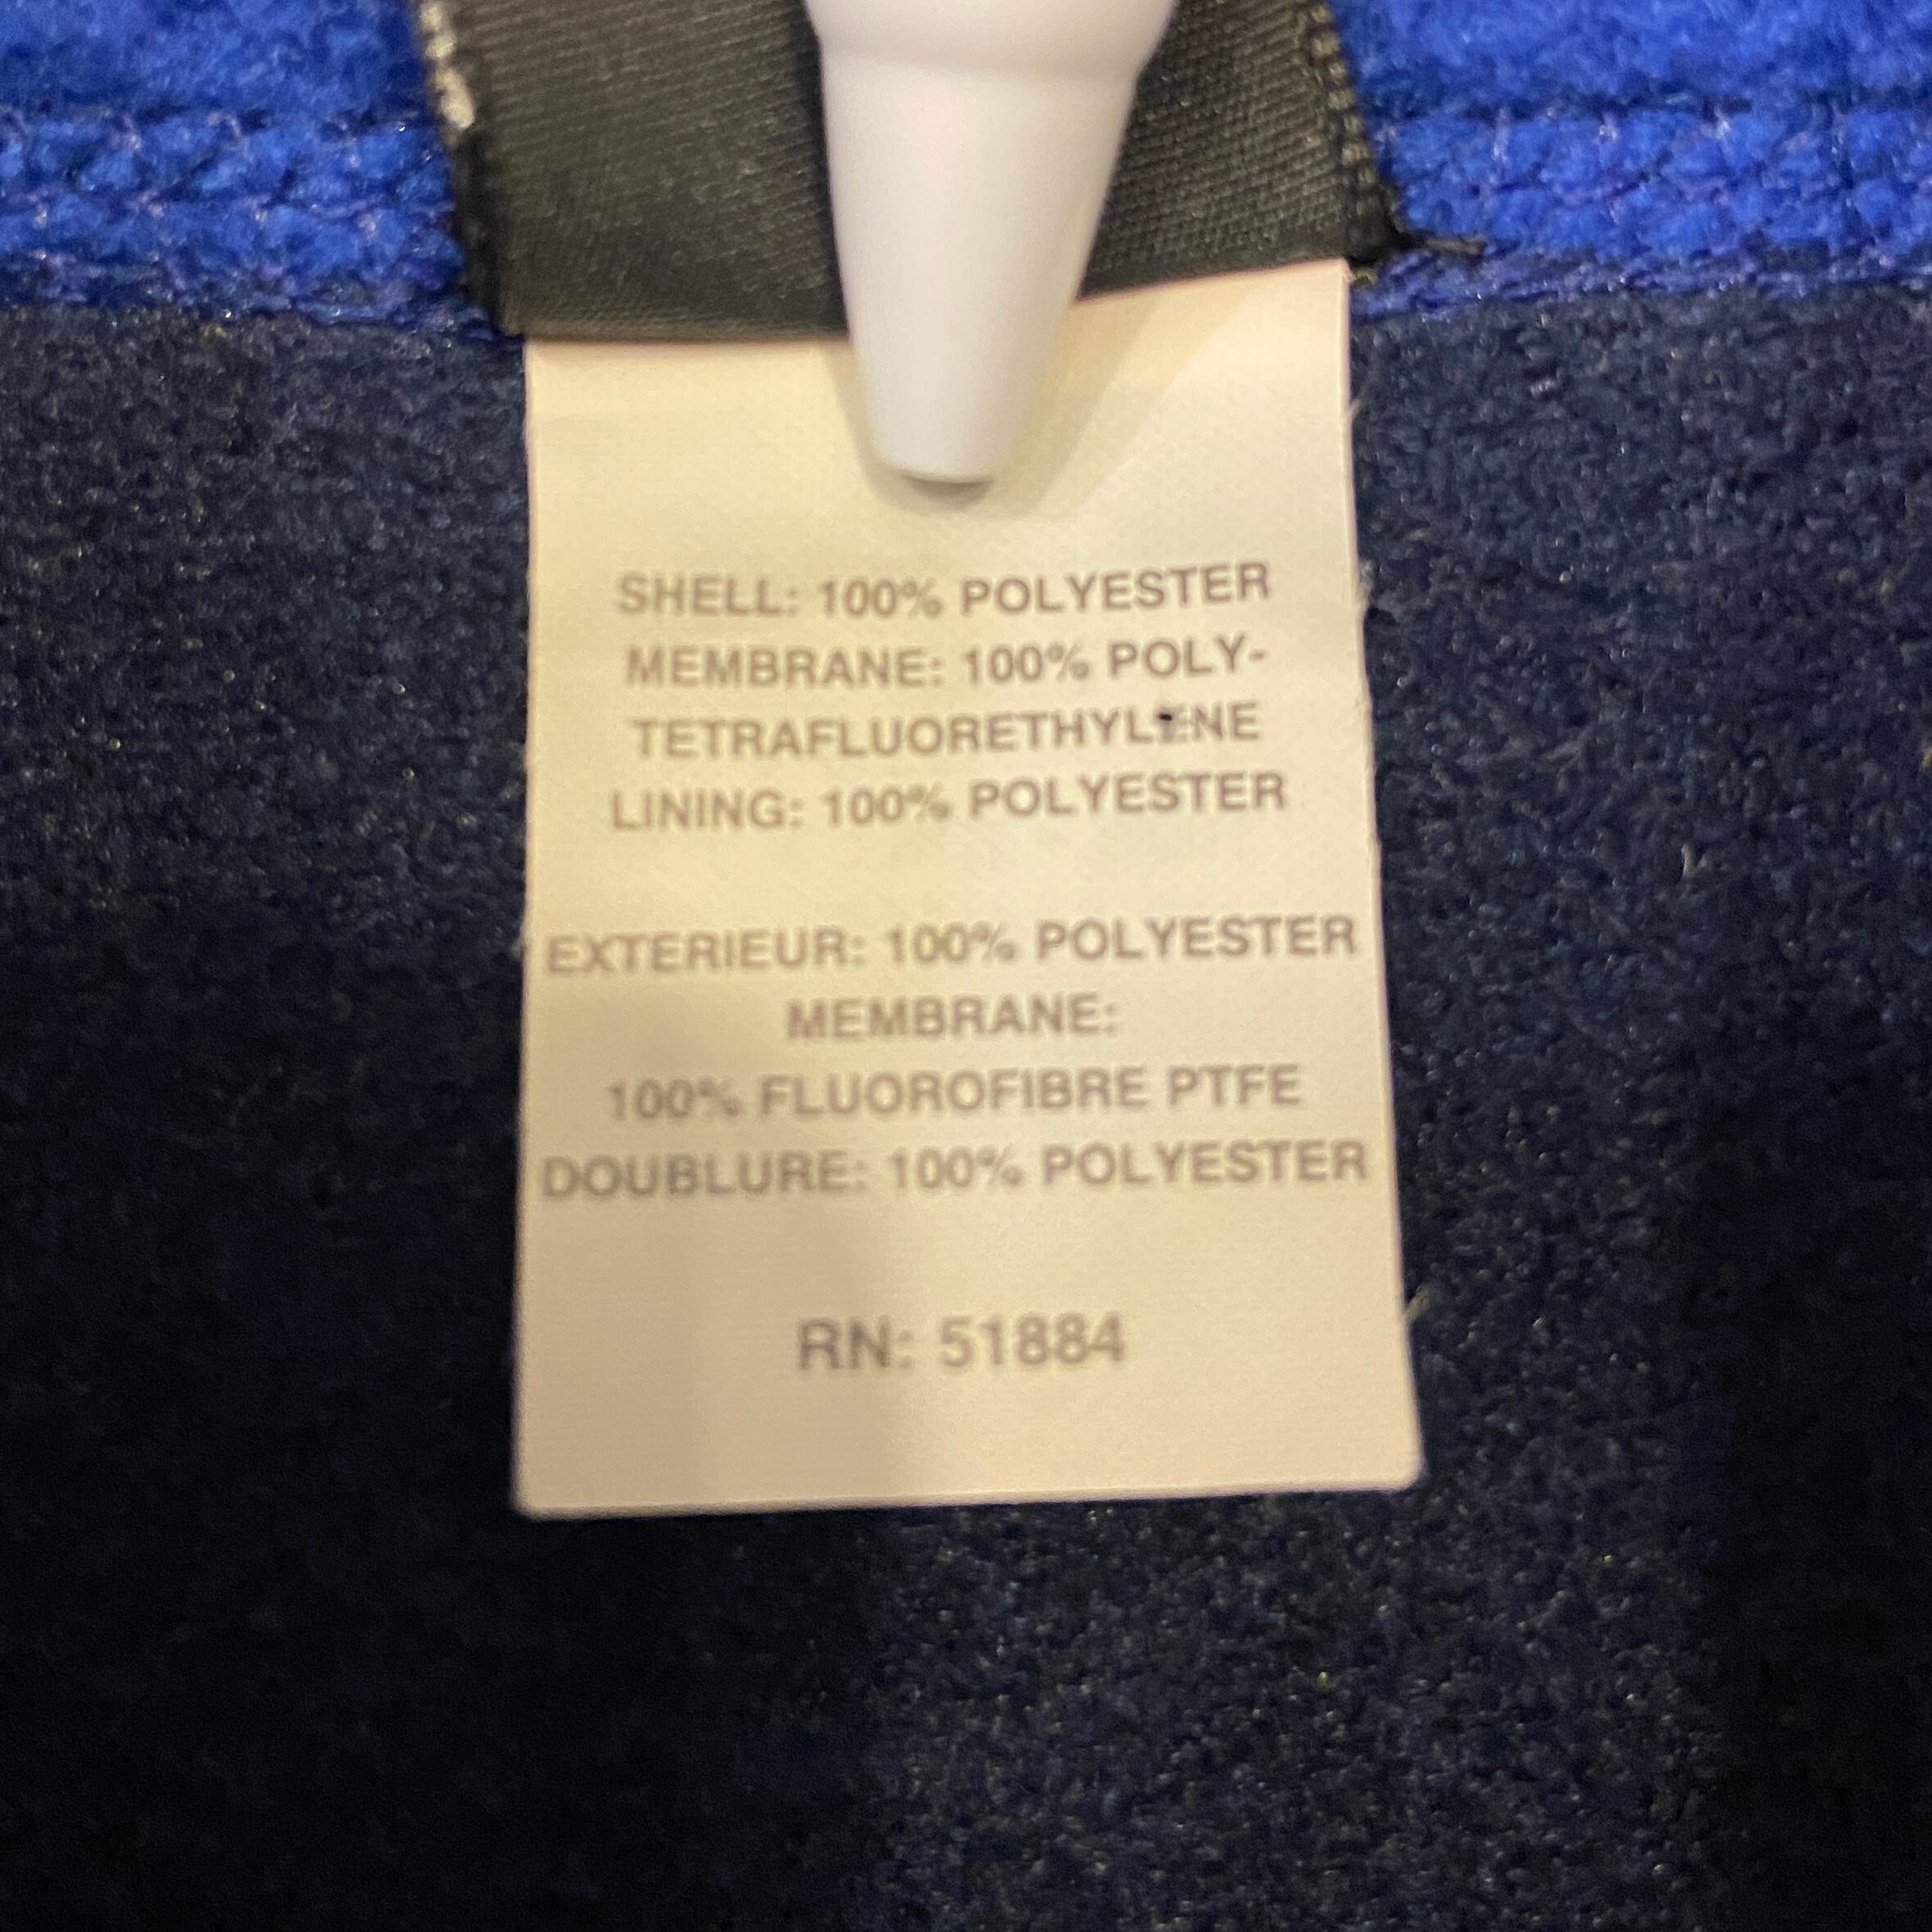 SHELL: 100% POLYESTER
MEMBRANE: 100% POLY-
TETRAFLUORETHYLENE
LINING: 100% POLYESTER
EXTERIEUR: 100% POLYESTER
MEMBRANE:
100% FLUOROFIBRE PTFE
DOUBLURE: 100% POLYESTER
RN: 51884